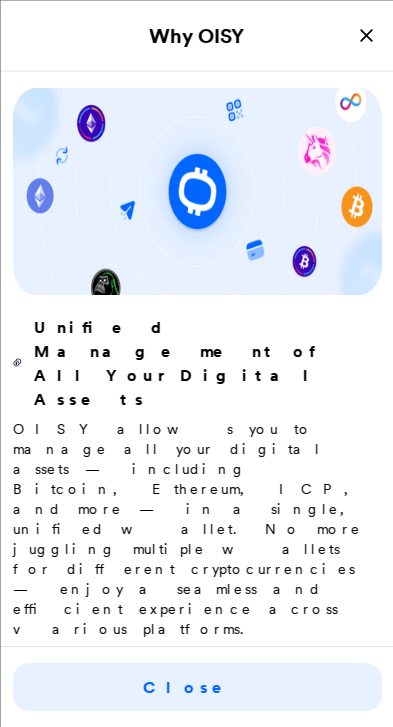 Why OISY
Unified
Management of
All Your Digital
Assets
OISY allows you to
manage all your digital
assets — including
Bitcoin, Ethereum, ICP,
and more — in a single,
unified wallet. No more
juggling multiple wallets
for different cryptocurrencies
— enjoy a seamless and
efficient experience across
various platforms.
Close